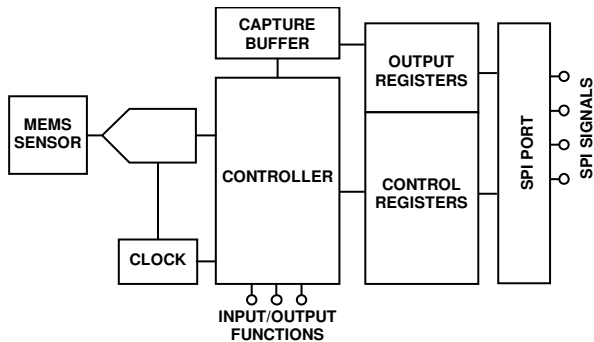 CAPTURE
BUFFER
OUTPUT
REGISTERS
MEMS
SENSOR
CONTROLLER
CONTROL
REGISTERS
SPI PORT
SPI SIGNALS
CLOCK
INPUT/OUTPUT
FUNCTIONS